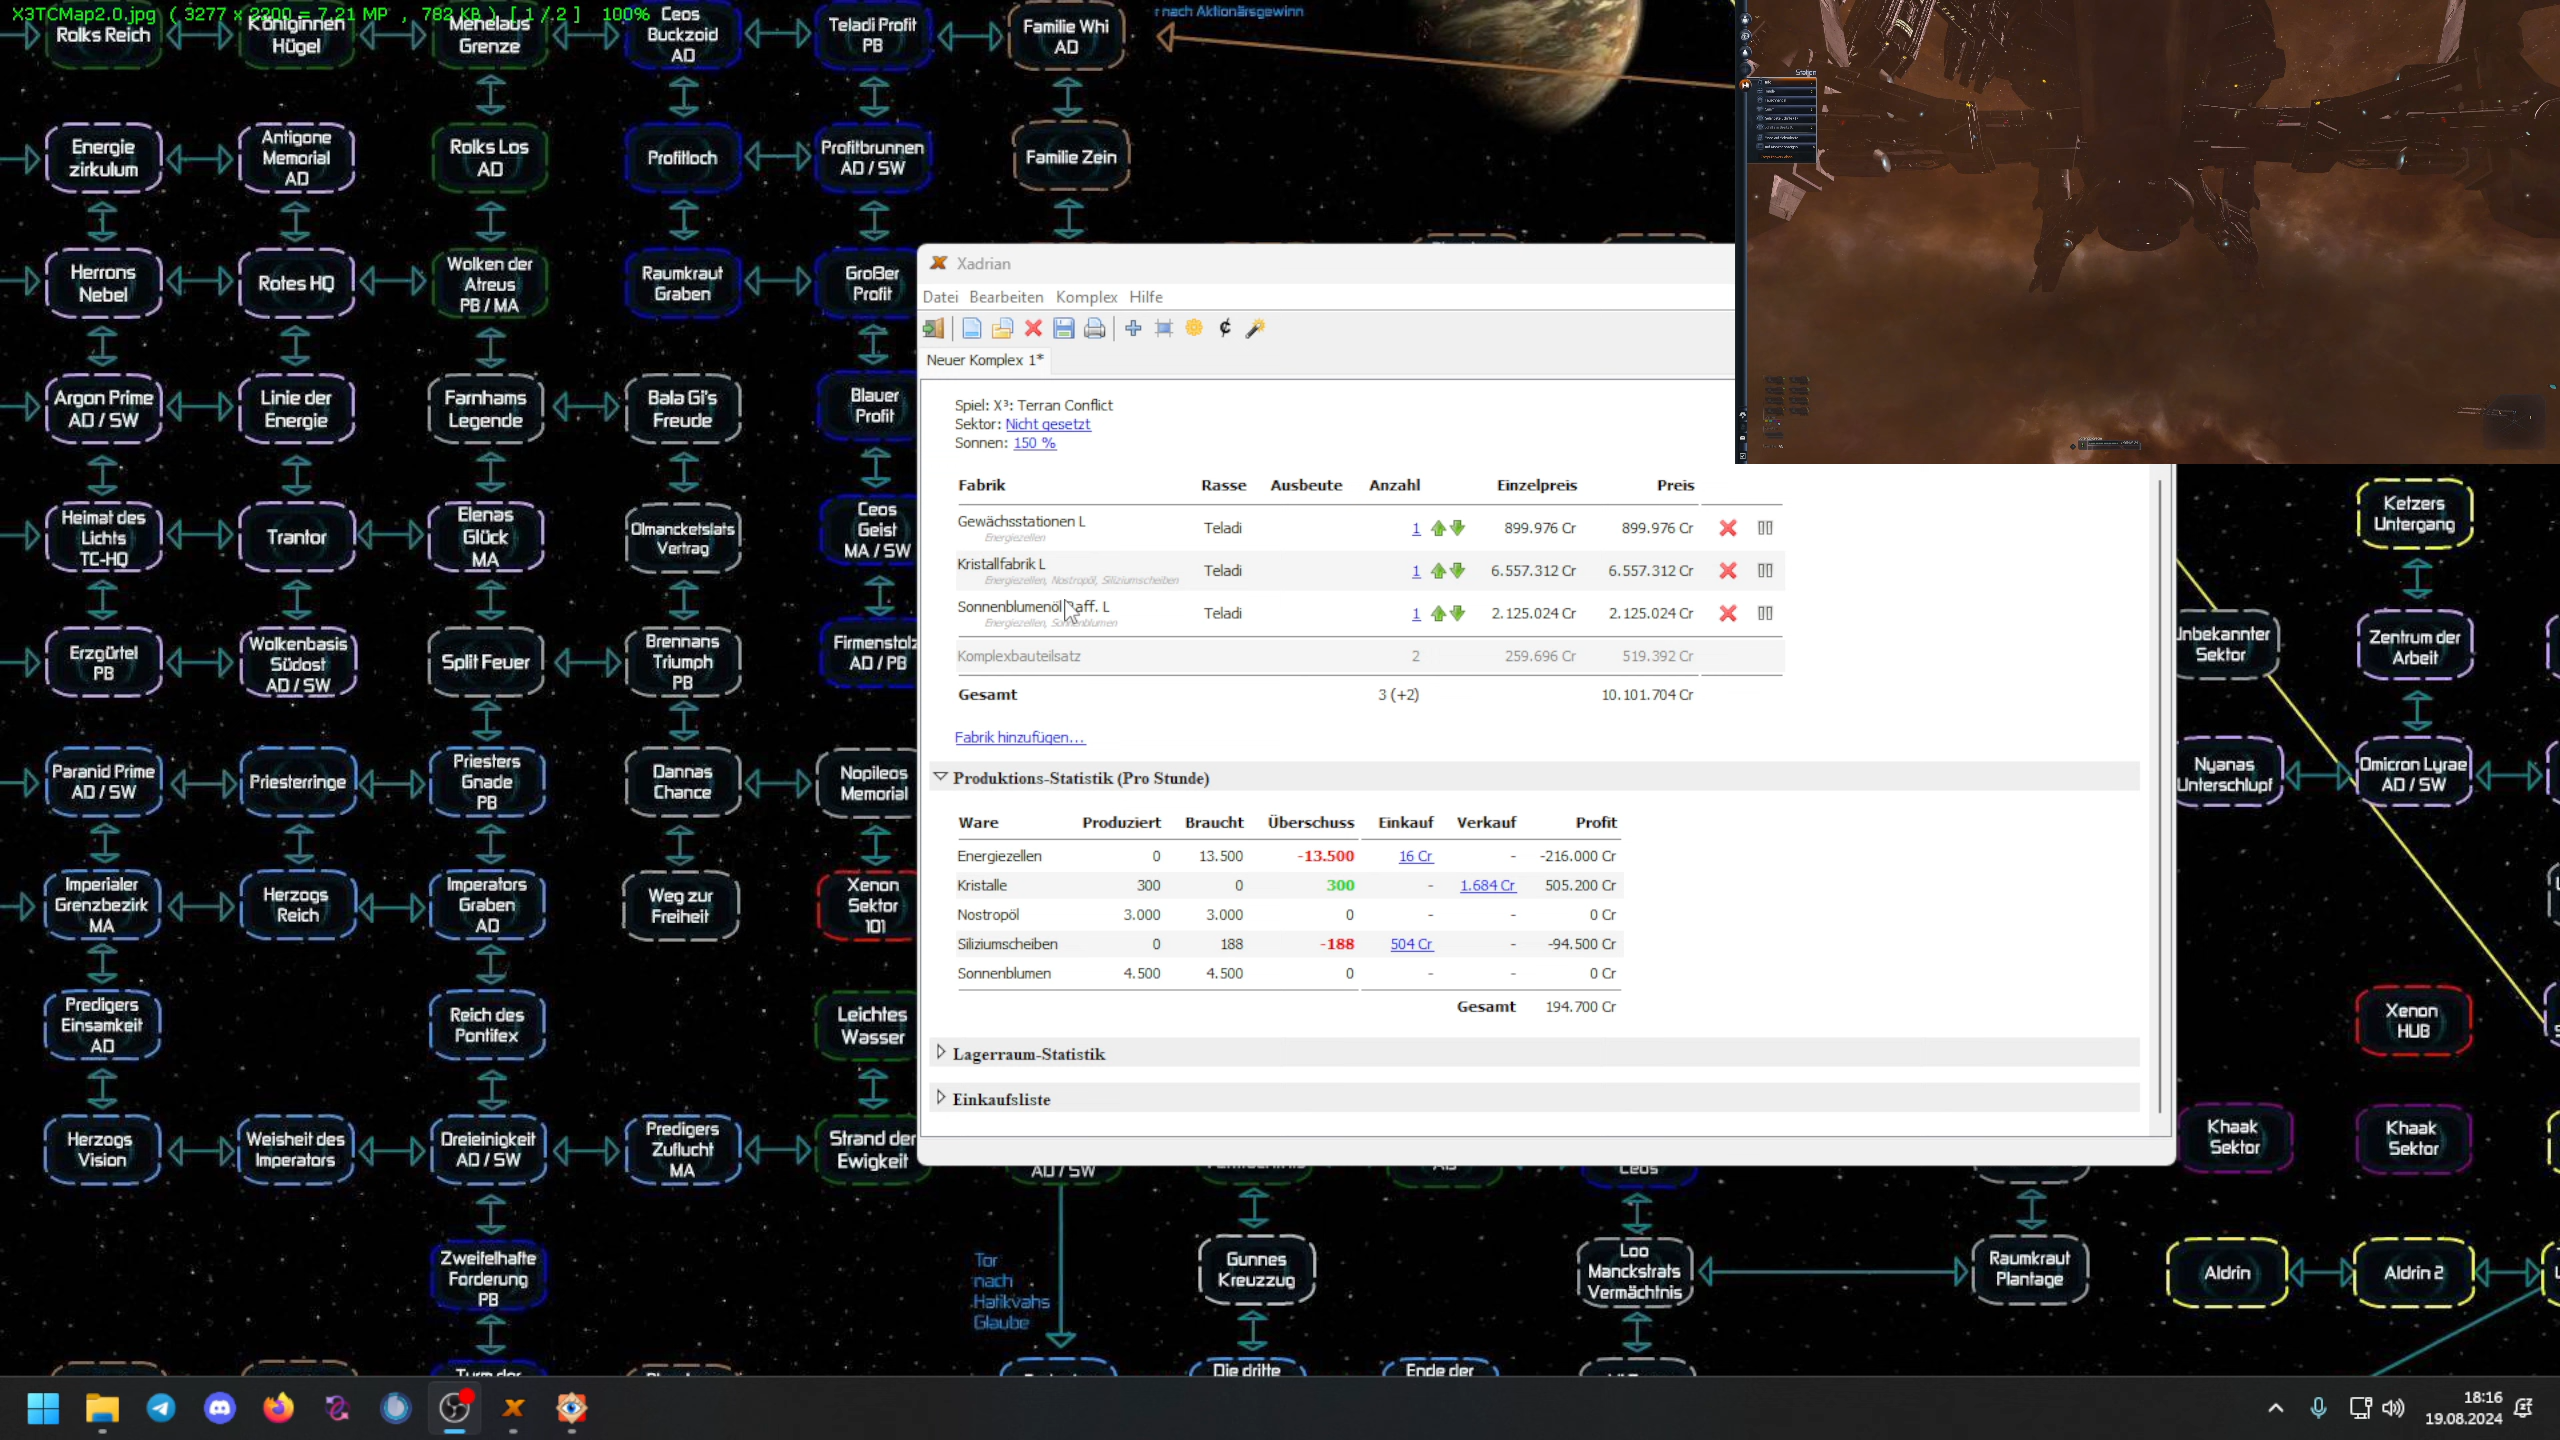 X3TCMap2.0.jpg ( 3277 x 2200 = 7.21 MP , 782 KB ) [ 1 / 2 ] 100%
Rolks Reich
Königinnen
Hügel
Menelaus
Grenze
Ceos
Buckzoid
AD
Teladi Profit
PB
Familie Whi
AD
r nach Aktionärsgewinn
Energie
zirkulum
Antigone
Memorial
AD
Rolks Los
AD
Profitloch
Profitbrunnen
AD / SW
Familie Zein
Herrons
Nebel
Rotes HQ
Wolken der
Atreus
PB / MA
Raumkraut
Graben
Großer
Profit
Argon Prime
AD / SW
Linie der
Energie
Farnhams
Legende
Bala Gi's
Freude
Blauer
Profit
Heimat des
Lichts
TC-HQ
Trantor
Elenas
Glück
MA
Olmancketslats
Vertrag
Ceos
Geist
MA / SW
Erzgürtel
PB
Wolkenbasis
Südost
AD / SW
Split Feuer
Brennans
Triumph
PB
Firmenstolz
AD / PB
Paranid Prime
AD / SW
Priesterringe
Priesters
Gnade
PB
Dannas
Chance
Nopileos
Memorial
Imperialer
Grenzbezirk
MA
Herzogs
Reich
Imperators
Graben
AD
Weg zur
Freiheit
Xenon
Sektor
101
Predigers
Einsamkeit
AD
Reich des
Pontifex
Leichtes
Wasser
Herzogs
Vision
Weisheit des
Imperators
Dreieinigkeit
AD / SW
Predigers
Zuflucht
MA
Strand der
Ewigkeit
AD / SW
Ceos
Zweifelhafte
Forderung
PB
Tor
nach
Hatikvahs
Glaube
Gunnes
Kreuzzug
Loo
Manckstrats
Vermächtnis
Raumkraut
Plantage
Aldrin
Aldrin 2
Die dritte
Ende der
Ketzers
Untergang
Unbekannter
Sektor
Zentrum der
Arbeit
Nyanas
Unterschlupf
Omicron Lyrae
AD / SW
Xenon
HUB
Khaak
Sektor
Khaak
Sektor
Station
Xadrian
Datei Bearbeiten Komplex Hilfe
Neuer Komplex 1*
Spiel: X³: Terran Conflict
Sektor: Nicht gesetzt
Sonnen: 150 %
Fabrik Rasse Ausbeute Anzahl Einzelpreis Preis
Gewächsstationen L Teladi 1 899.976 Cr 899.976 Cr
Energiezellen
Kristallfabrik L Teladi 1 6.557.312 Cr 6.557.312 Cr
Energiezellen, Nostropöl, Siliziumscheiben
Sonnenblumenöl Raff. L Teladi 1 2.125.024 Cr 2.125.024 Cr
Energiezellen, Sonnenblumen
Komplexbauteilsatz 2 259.696 Cr 519.392 Cr
Gesamt 3 (+2) 10.101.704 Cr
Fabrik hinzufügen...
Produktions-Statistik (Pro Stunde)
Ware Produziert Braucht Überschuss Einkauf Verkauf Profit
Energiezellen 0 13.500 -13.500 16 Cr - -216.000 Cr
Kristalle 300 0 300 - 1.684 Cr 505.200 Cr
Nostropöl 3.000 3.000 0 - - 0 Cr
Siliziumscheiben 0 188 -188 504 Cr - -94.500 Cr
Sonnenblumen 4.500 4.500 0 - - 0 Cr
Gesamt 194.700 Cr
Lagerraum-Statistik
Einkaufsliste
18:16
19.08.2024